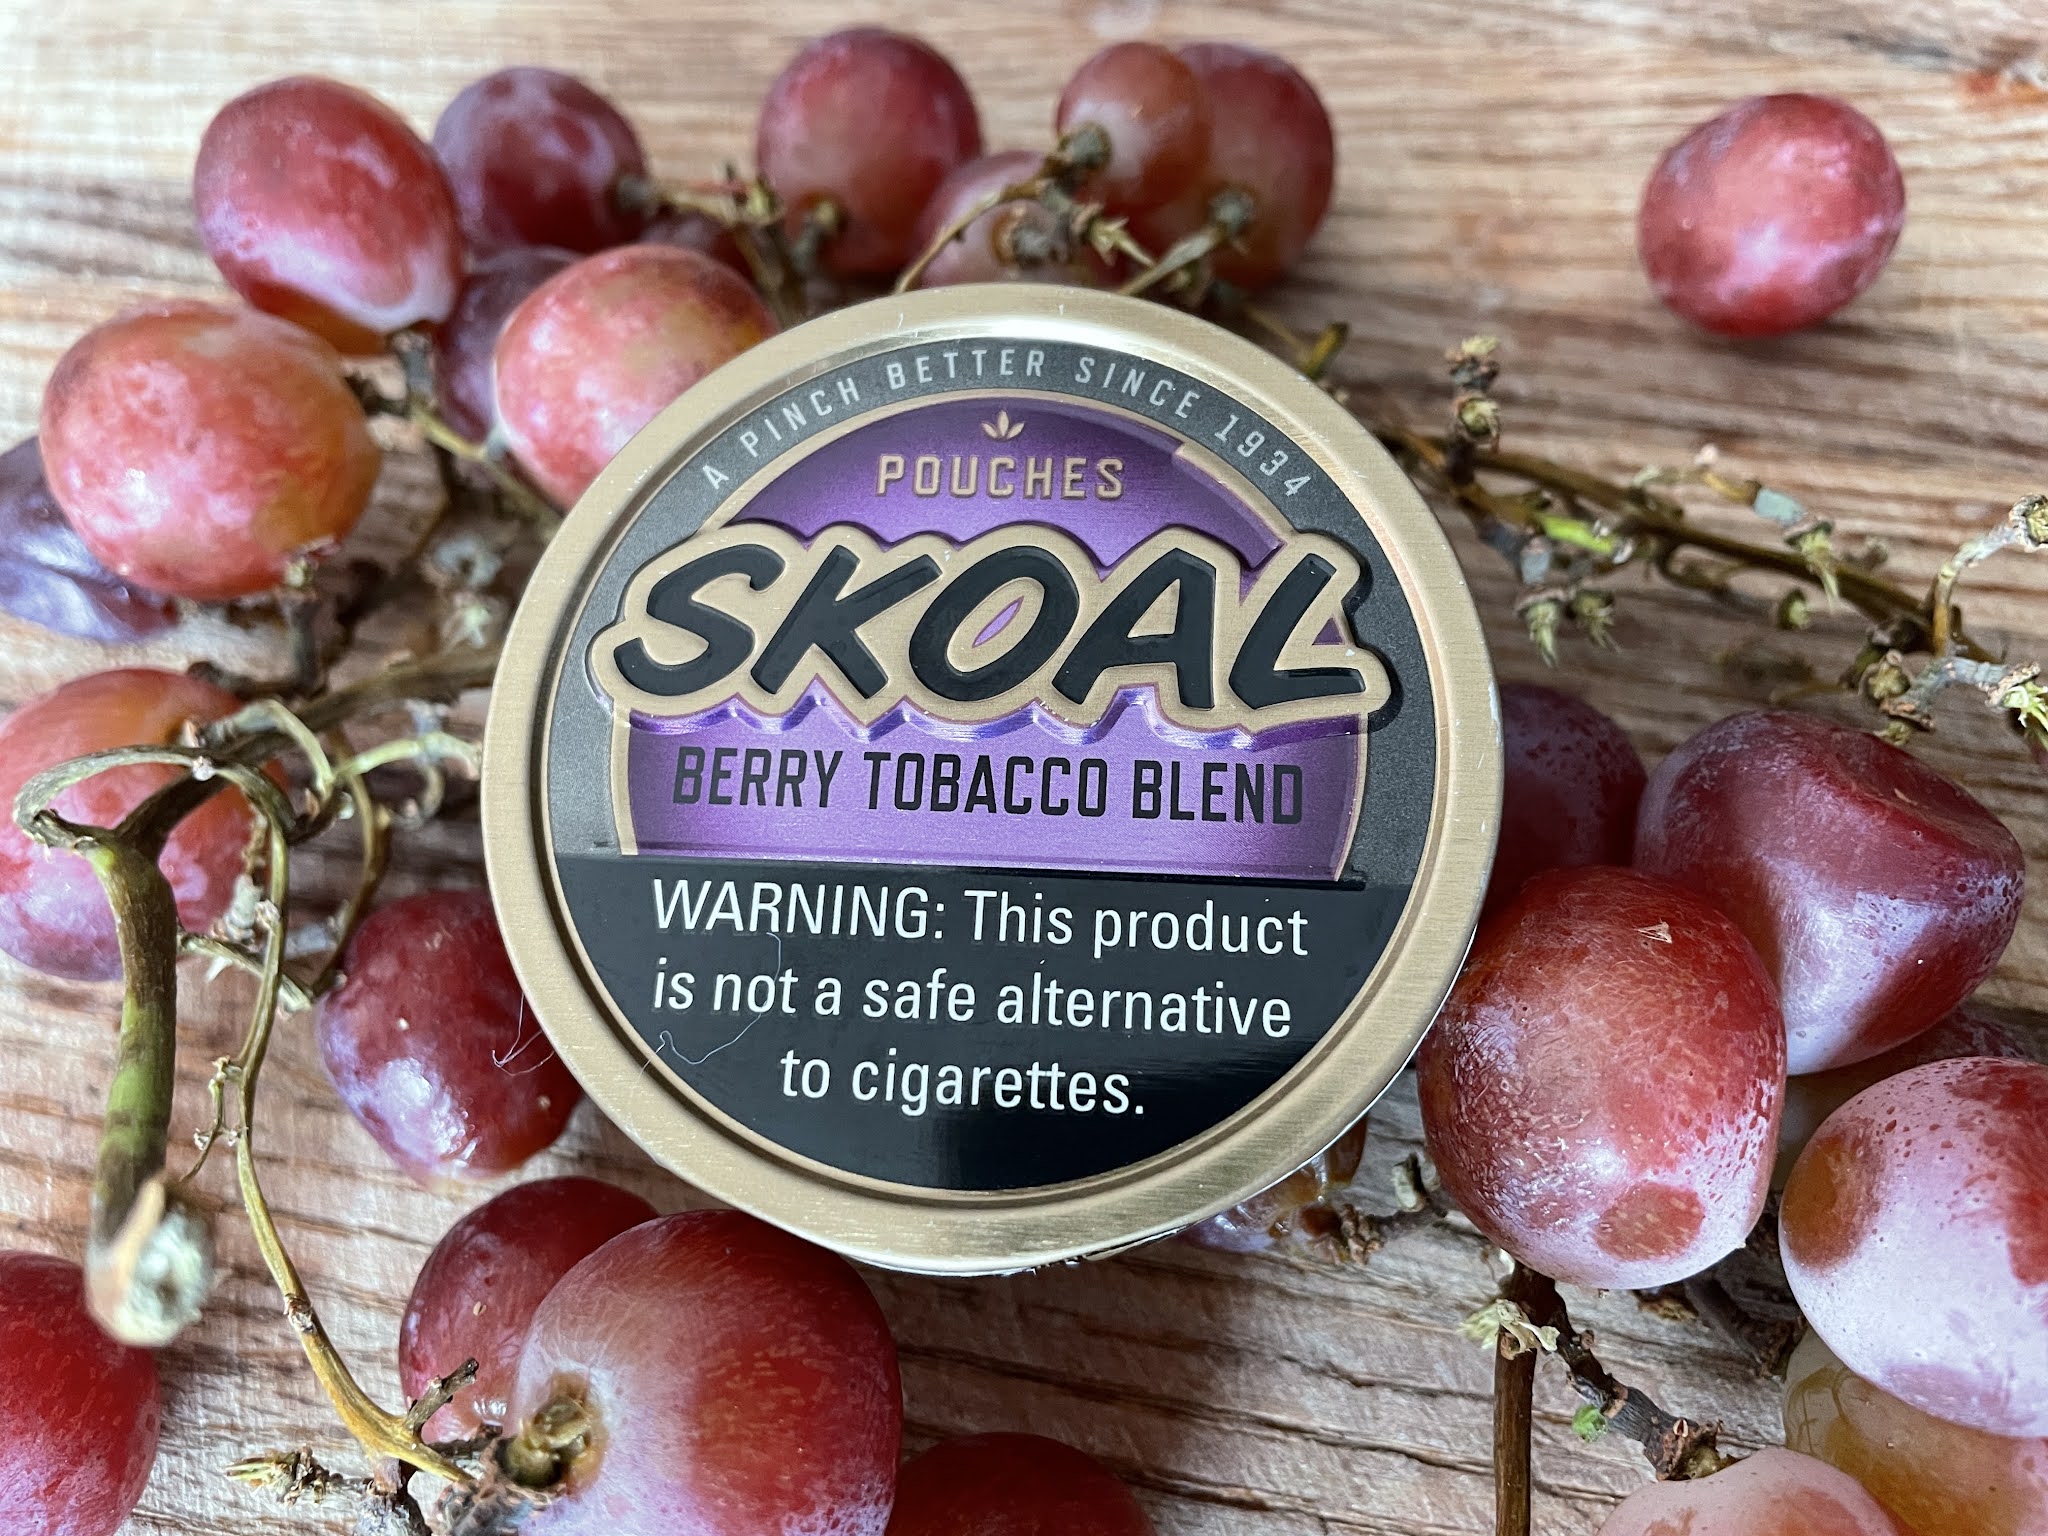 A PINCH BETTER SINCE 1934
POUCHES
SKOAL
BERRY TOBACCO BLEND
WARNING: This product
is not a safe alternative
to cigarettes.